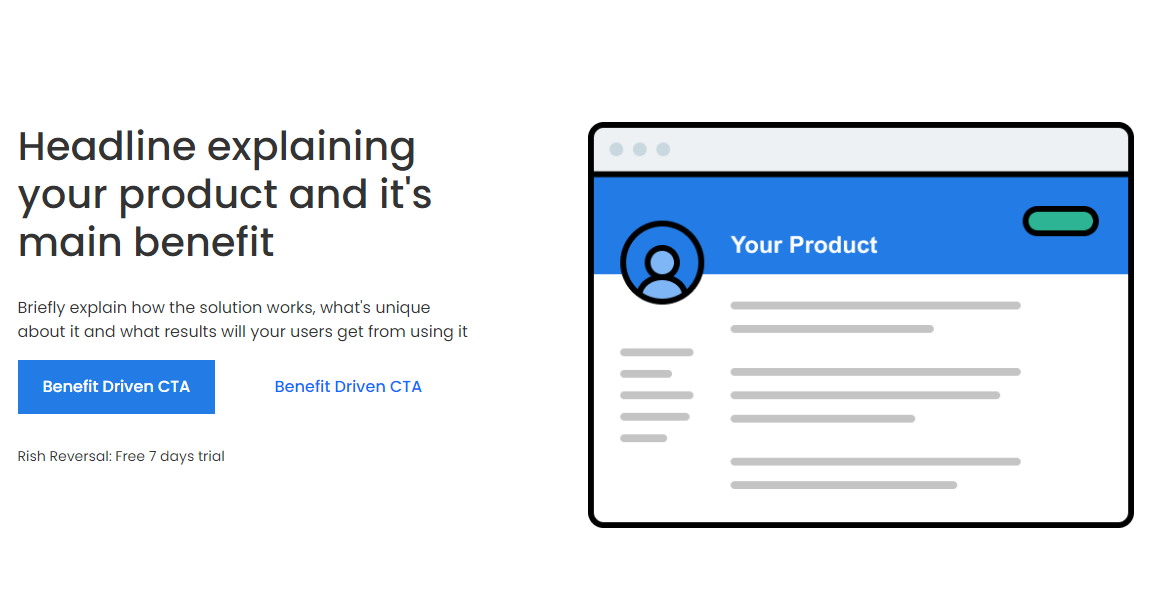 Headline explaining
your product and it's
main benefit
Briefly explain how the solution works, what's unique
about it and what results will your users get from using it
Benefit Driven CTA
Benefit Driven CTA
Rish Reversal: Free 7 days trial
Your Product